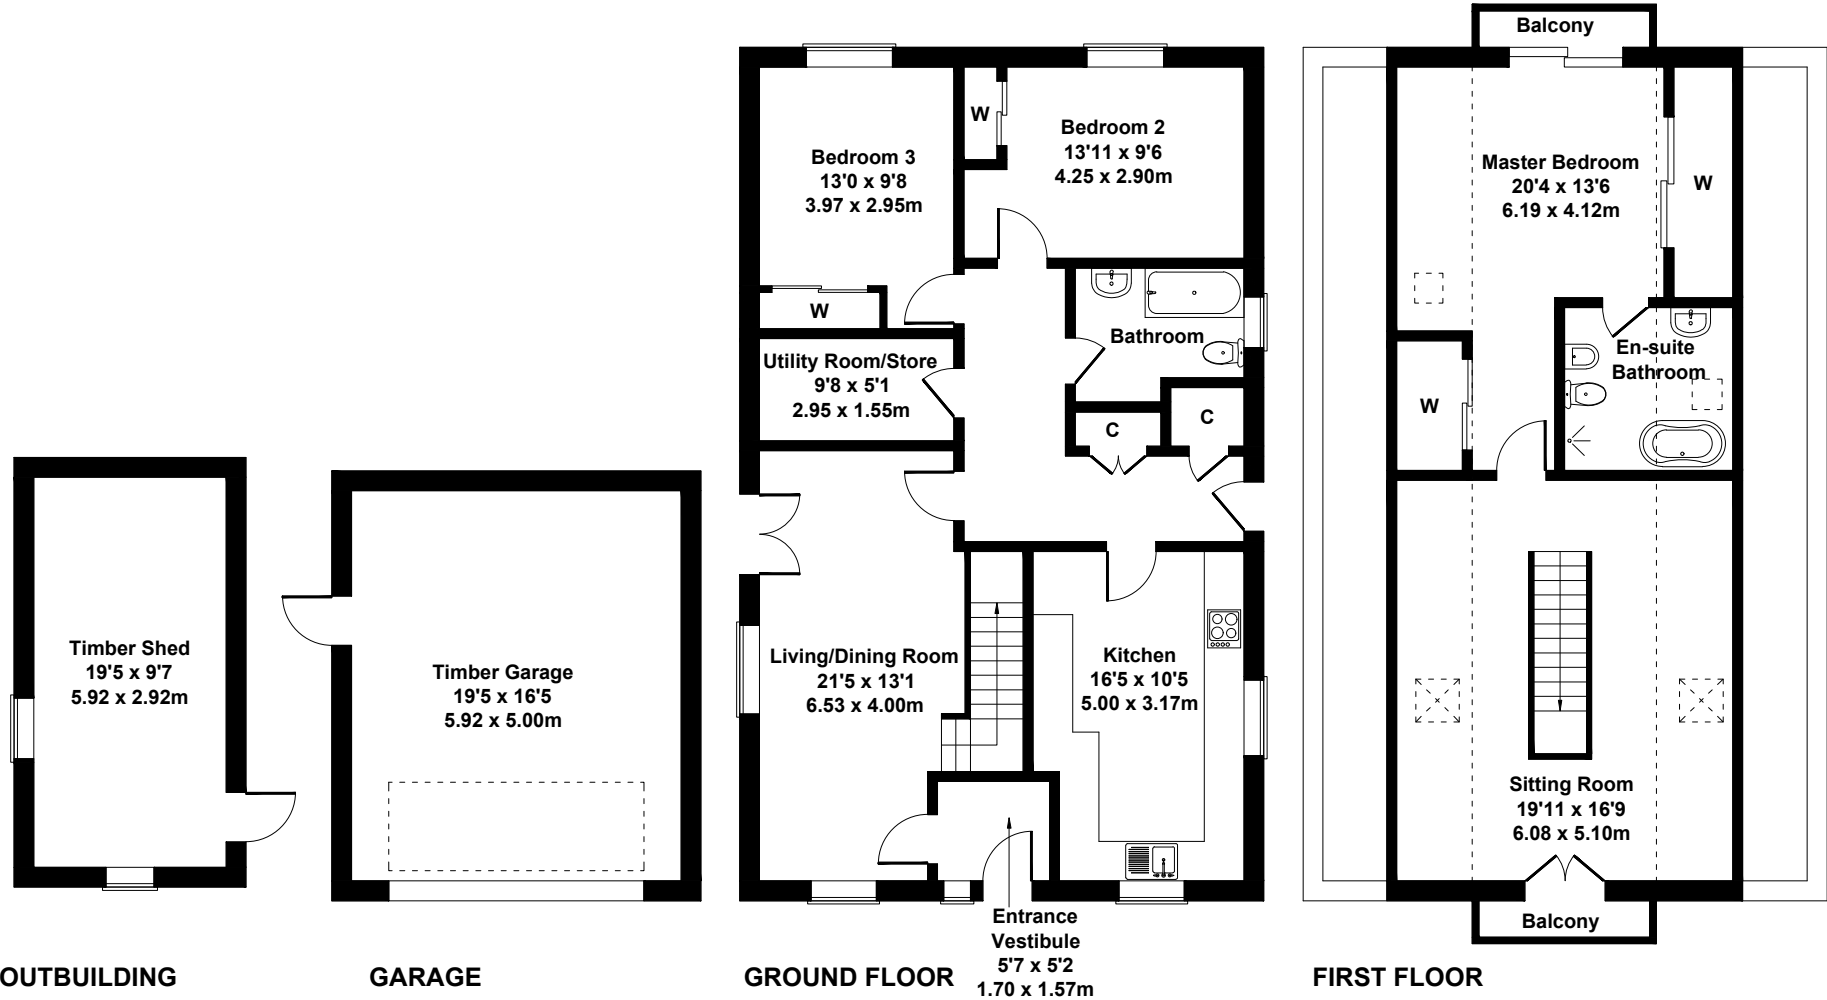 Timber Shed
19'5 x 9'7
5.92 x 2.92m
OUTBUILDING
Timber Garage
19'5 x 16'5
5.92 x 5.00m
GARAGE
Bedroom 3
13'0 x 9'8
3.97 x 2.95m
W
W
Bedroom 2
13'11 x 9'6
4.25 x 2.90m
Utility Room/Store
9'8 x 5'1
2.95 x 1.55m
Bathroom
C
C
Living/Dining Room
21'5 x 13'1
6.53 x 4.00m
Kitchen
16'5 x 10'5
5.00 x 3.17m
Entrance
Vestibule
5'7 x 5'2
1.70 x 1.57m
GROUND FLOOR
Balcony
Master Bedroom
20'4 x 13'6
6.19 x 4.12m
W
En-suite
Bathroom
W
Sitting Room
19'11 x 16'9
6.08 x 5.10m
Balcony
FIRST FLOOR